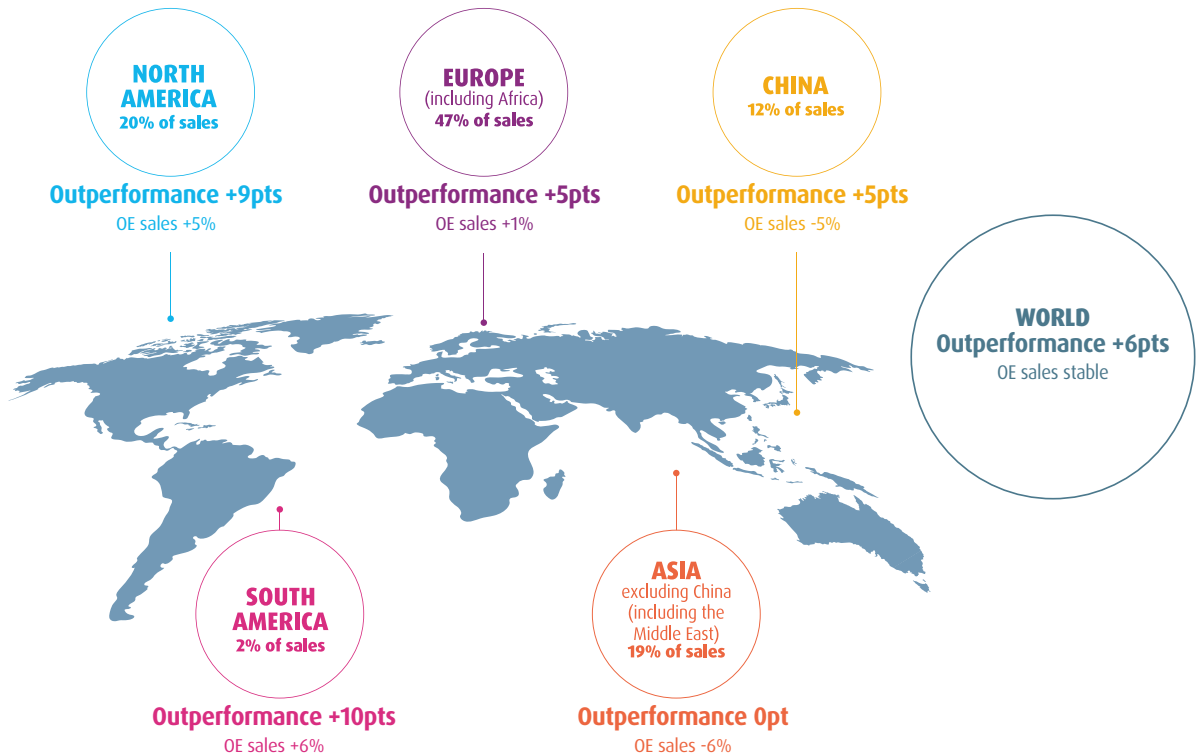 NORTH
AMERICA
20% of sales
Outperformance +9pts
OE sales +5%
EUROPE
(including Africa)
47% of sales
Outperformance +5pts
OE sales +1%
CHINA
12% of sales
Outperformance +5pts
OE sales -5%
WORLD
Outperformance +6pts
OE sales stable
SOUTH
AMERICA
2% of sales
Outperformance +10pts
OE sales +6%
ASIA
excluding China
(including the
Middle East)
19% of sales
Outperformance 0pt
OE sales -6%